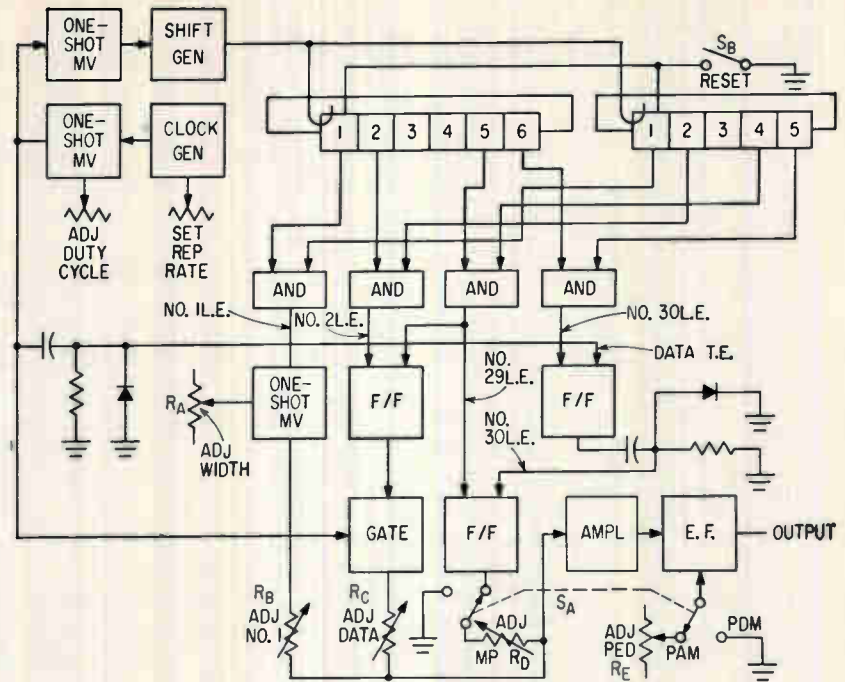 ONE-
SHOT
MV
SHIFT
GEN
S_B
RESET
ONE-
SHOT
MV
CLOCK
GEN
1 2 3 4 5 6
1 2 3 4 5
ADJ
DUTY
CYCLE
SET
REP
RATE
AND
AND
AND
AND
NO. 1L.E.
NO. 2L.E.
NO. 30L.E.
DATA T.E.
R_A
ADJ
WIDTH
ONE-
SHOT
MV
F/F
NO.
29L.E.
F/F
NO.
30L.E.
GATE
F/F
AMPL
E.F.
OUTPUT
R_B
ADJ
NO. 1
R_C
ADJ
DATA
S_A
ADJ
MP R_D
ADJ
PED
R_E
PAM
PDM